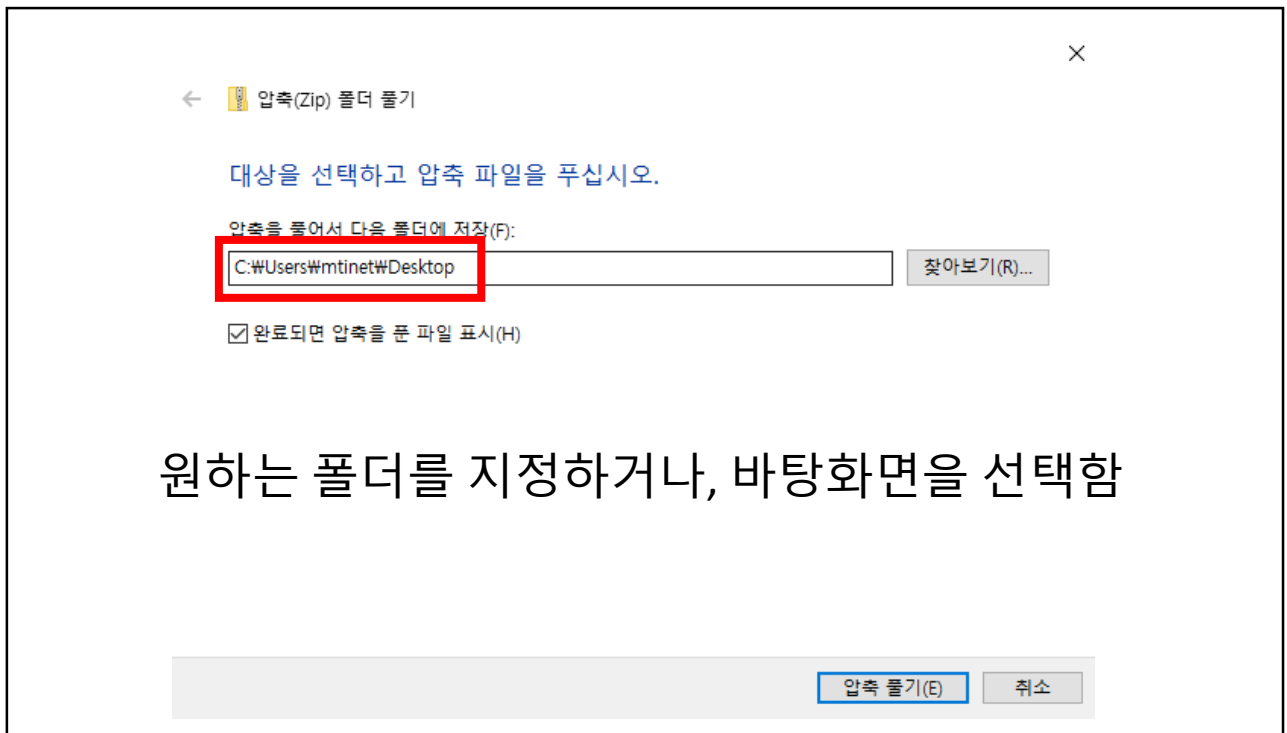 압축(Zip) 폴더 풀기
대상을 선택하고 압축 파일을 푸십시오.
압축을 풀어서 다음 폴더에 저장(F):
C:₩Users₩mtinet₩Desktop
찾아보기(R)...
완료되면 압축을 푼 파일 표시(H)
원하는 폴더를 지정하거나, 바탕화면을 선택함
압축 풀기(E)
취소